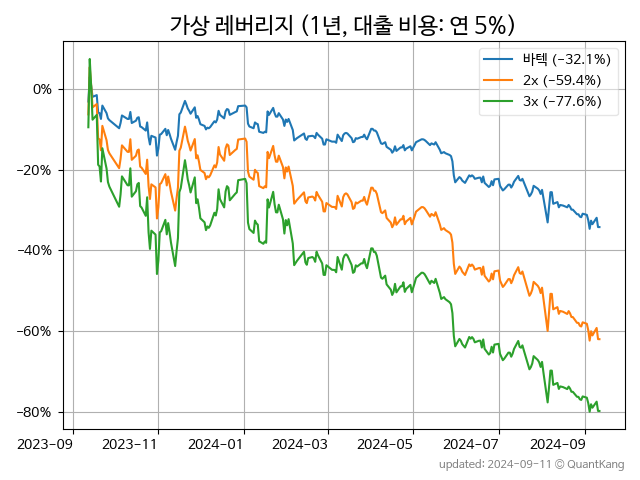 가상 레버리지 (1년, 대출 비용: 연 5%)
바텍 (−32.1%)
2x (−59.4%)
3x (−77.6%)
0%
−20%
−40%
−60%
−80%
2023-09 2023-11 2024-01 2024-03 2024-05 2024-07 2024-09
updated: 2024-09-11 © QuantKang